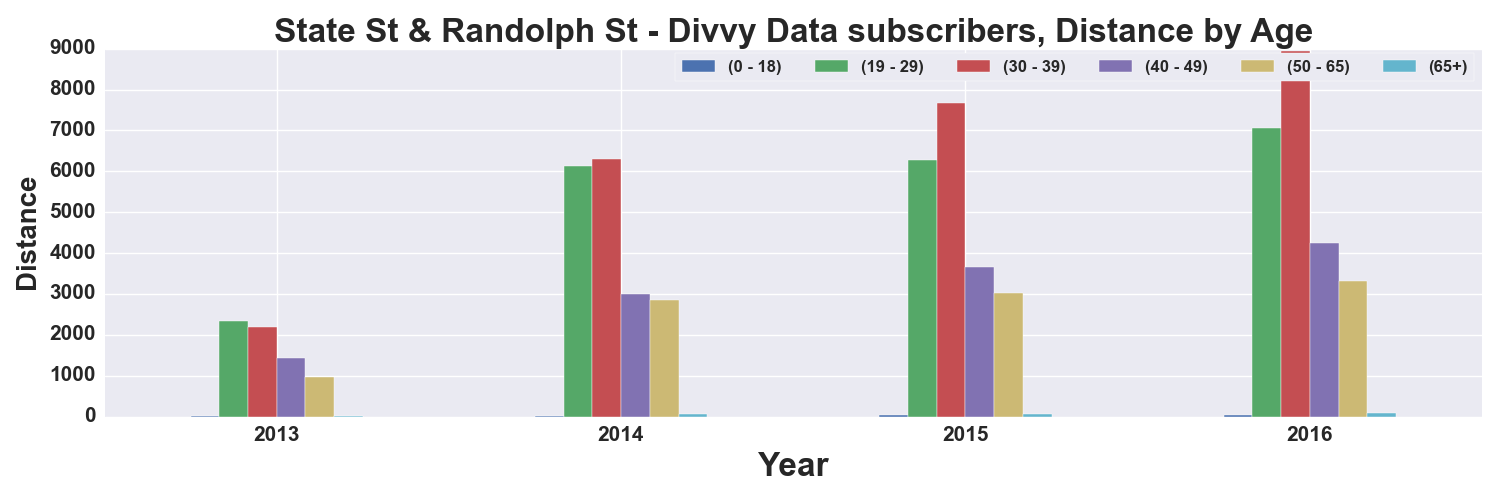 State St & Randolph St - Divvy Data subscribers, Distance by Age
9000
8000
7000
6000
5000
4000
3000
2000
1000
0
Distance
(0 - 18) (19 - 29) (30 - 39) (40 - 49) (50 - 65) (65+)
2013 2014 2015 2016
Year